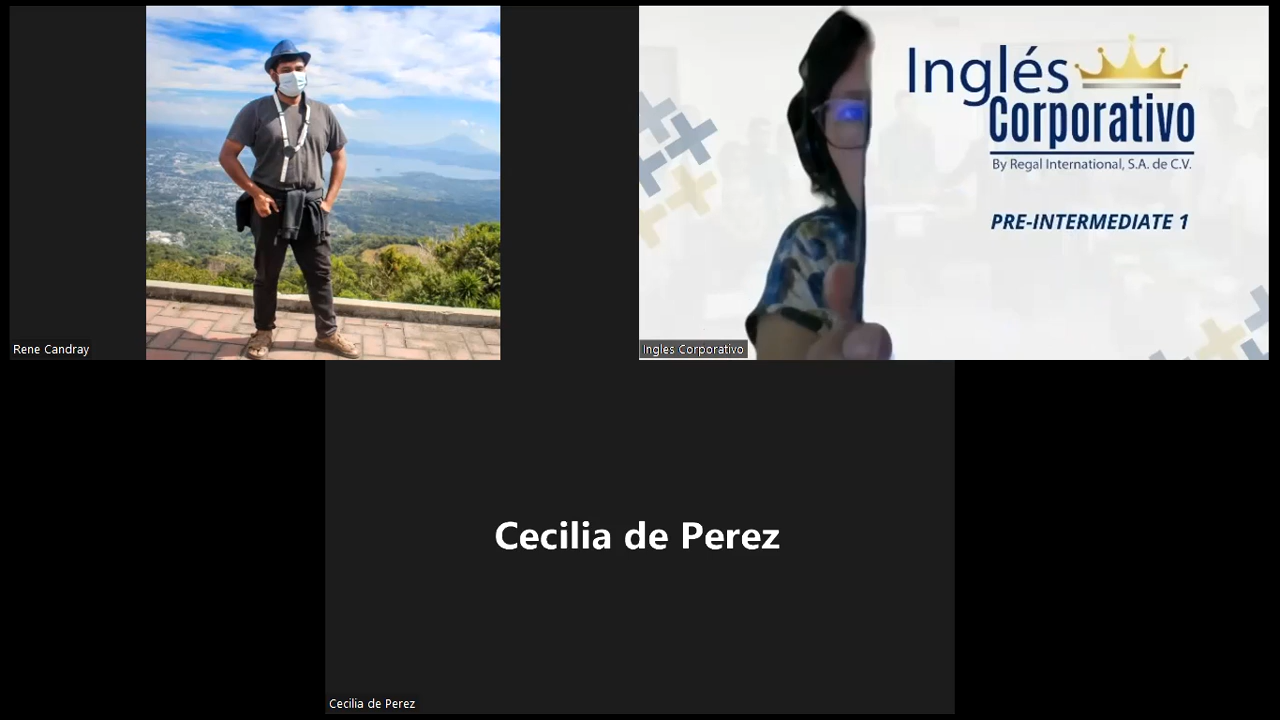 Rene Candray
Inglés
Corporativo
By Regal International, S.A. de C.V.
PRE-INTERMEDIATE 1
Ingles Corporativo
Cecilia de Perez
Cecilia de Perez